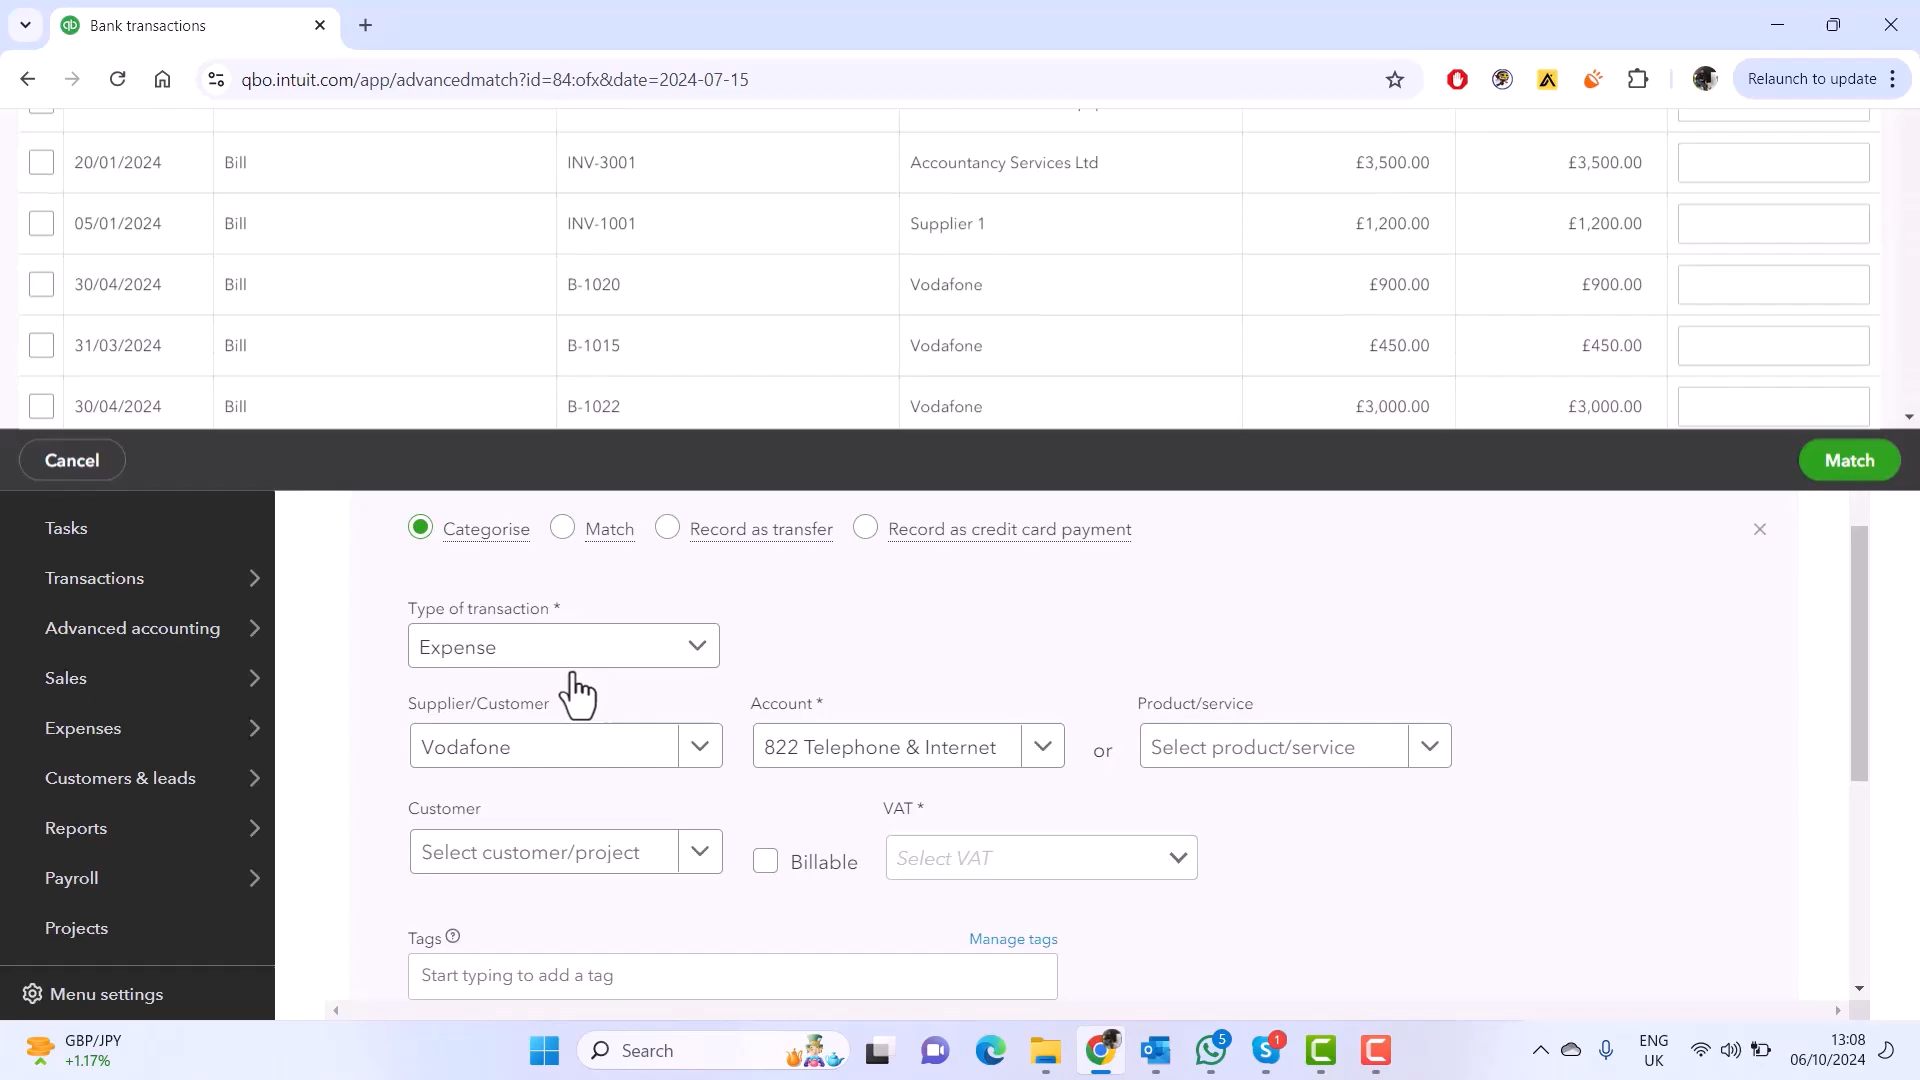 Bank transactions
qbo.intuit.com/app/advancedmatch?id=84:ofx&date=2024-07-15
Relaunch to update
20/01/2024 Bill INV-3001 Accountancy Services Ltd £3,500.00 £3,500.00
05/01/2024 Bill INV-1001 Supplier 1 £1,200.00 £1,200.00
30/04/2024 Bill B-1020 Vodafone £900.00 £900.00
31/03/2024 Bill B-1015 Vodafone £450.00 £450.00
30/04/2024 Bill B-1022 Vodafone £3,000.00 £3,000.00
Cancel Match
Tasks
Transactions
Advanced accounting
Sales
Expenses
Customers & leads
Reports
Payroll
Projects
Menu settings
Categorise Match Record as transfer Record as credit card payment
Type of transaction *
Expense
Supplier/Customer Account * Product/service
Vodafone 822 Telephone & Internet or Select product/service
Customer VAT *
Select customer/project Billable Select VAT
Tags Manage tags
Start typing to add a tag
GBP/JPY
+1.17%
Search
5
1
ENG
UK
13:08
06/10/2024